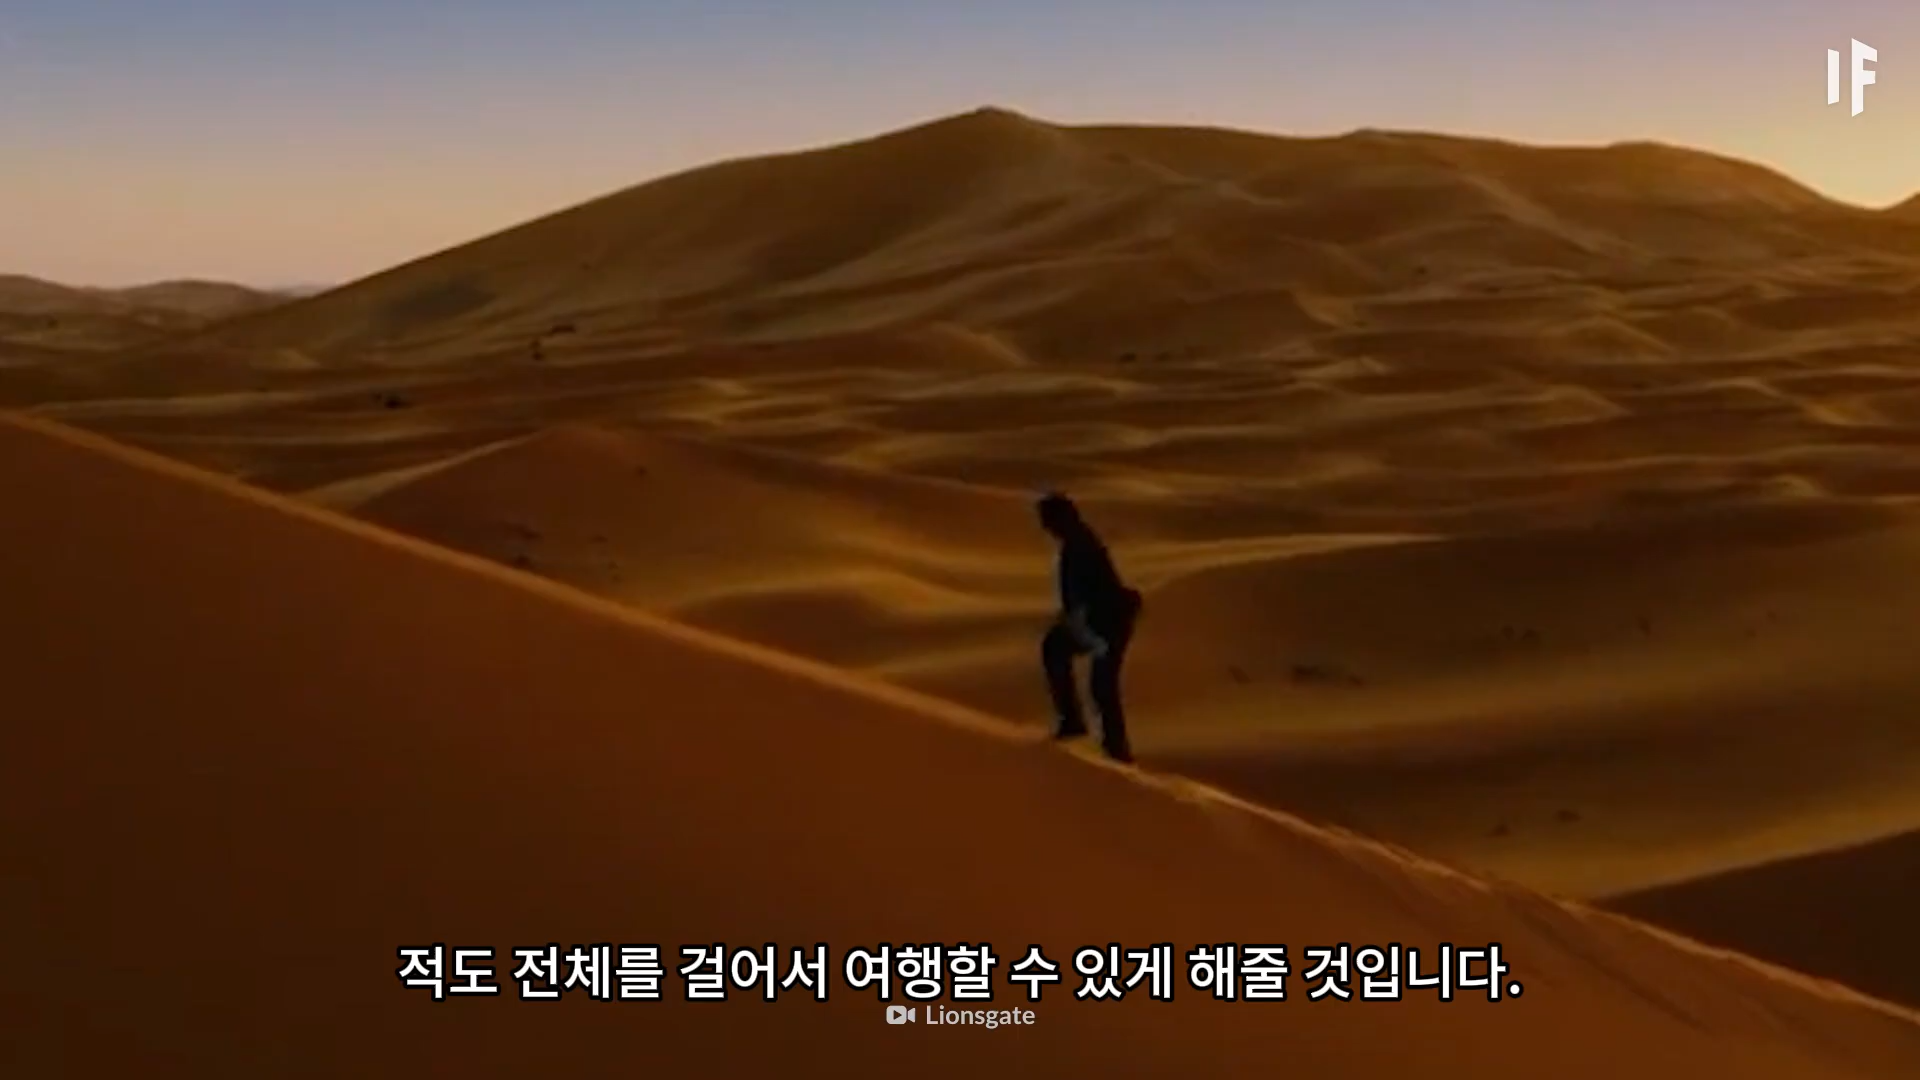 IF
적도 전체를 걸어서 여행할 수 있게 해줄 것입니다.
Lionsgate